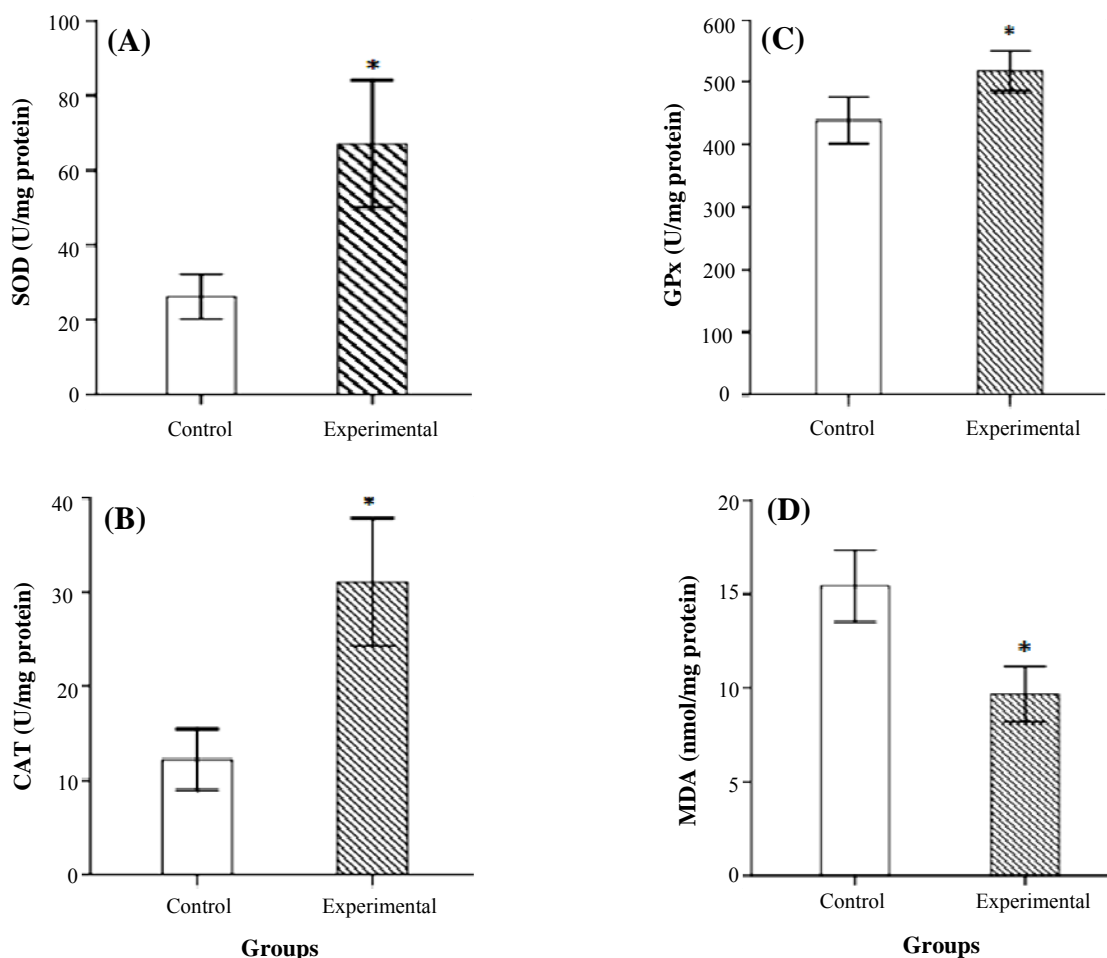 (A)
SOD (U/mg protein)
100
80
60
40
20
0
*
Control Experimental
(C)
GPx (U/mg protein)
600
500
400
300
200
100
0
*
Control Experimental
(B)
CAT (U/mg protein)
40
30
20
10
0
*
Control Experimental
Groups
(D)
MDA (nmol/mg protein)
20
15
10
5
0
*
Control Experimental
Groups